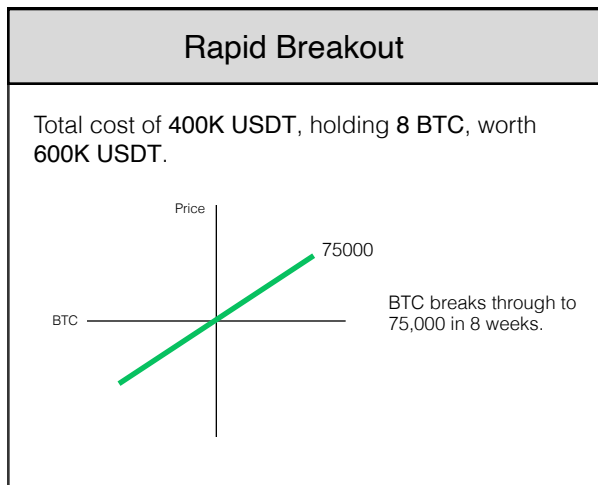 Rapid Breakout
Total cost of 400K USDT, holding 8 BTC, worth
600K USDT.
Price
75000
BTC
BTC breaks through to
75,000 in 8 weeks.